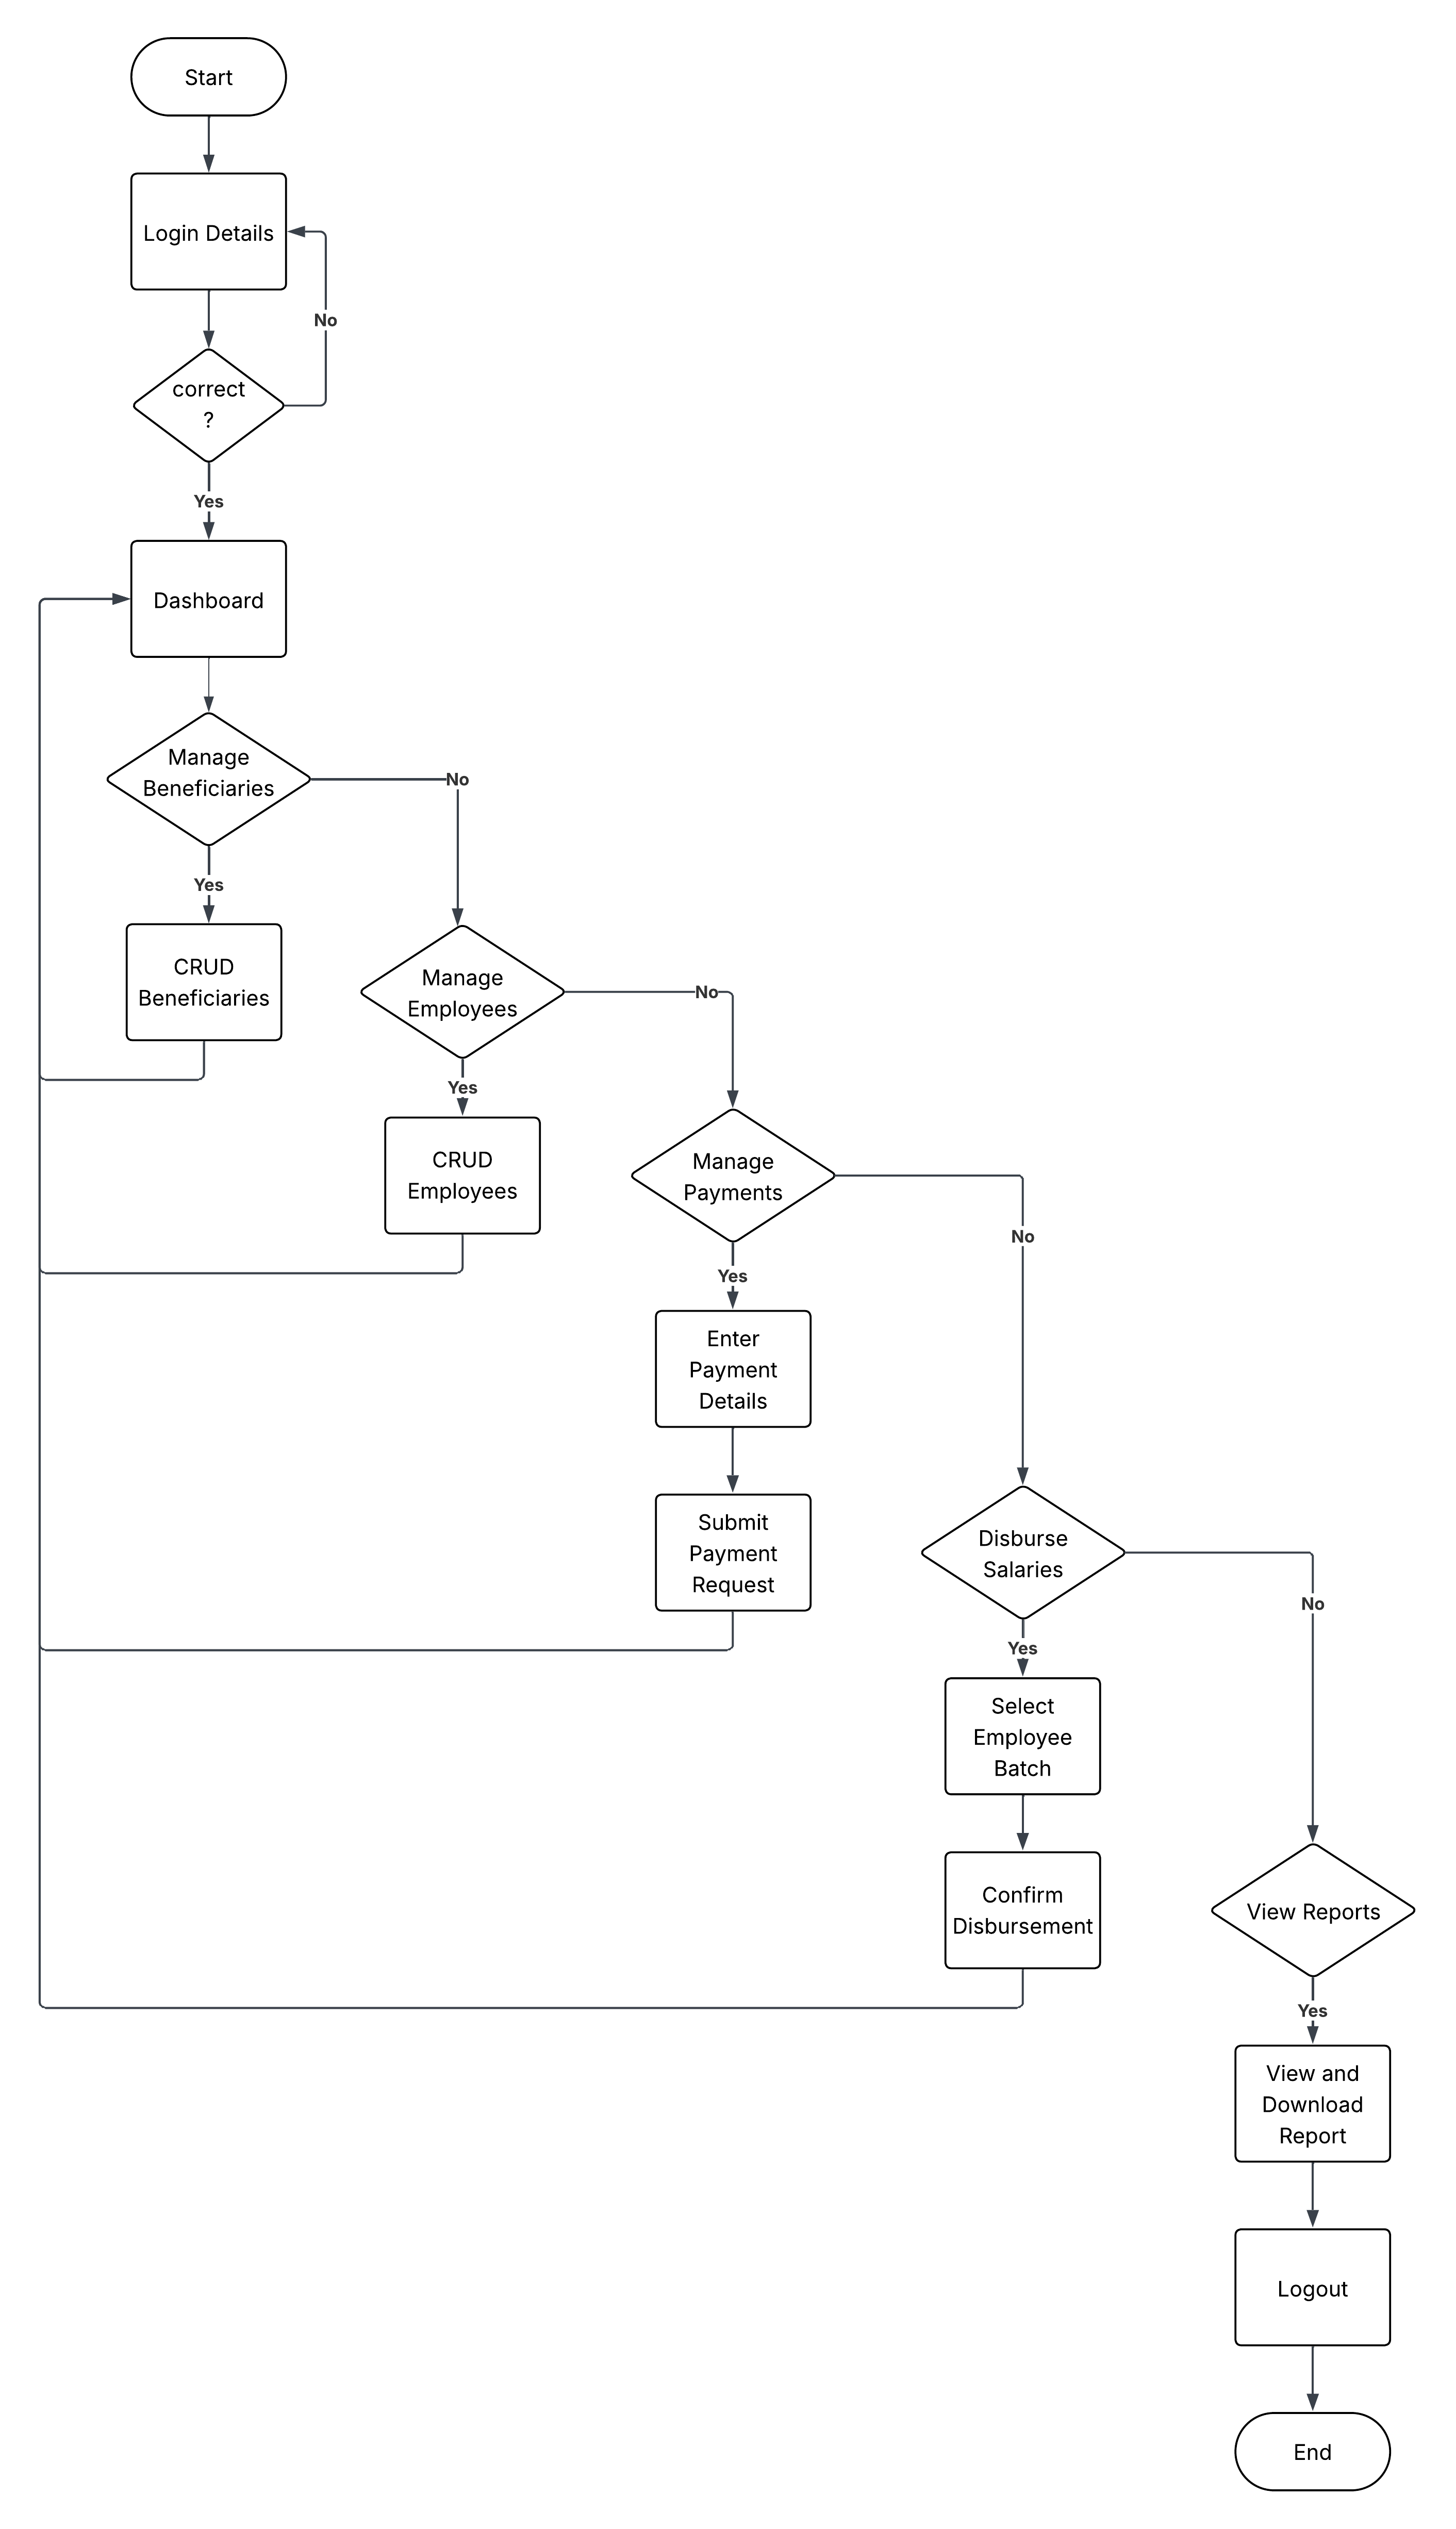 Start
Login Details
No
correct
?
Yes
Dashboard
Manage
Beneficiaries
No
Yes
CRUD
Beneficiaries
Manage
Employees
No
Yes
CRUD
Employees
Manage
Payments
No
Yes
Enter
Payment
Details
Submit
Payment
Request
Disburse
Salaries
No
Yes
Select
Employee
Batch
Confirm
Disbursement
View Reports
Yes
View and
Download
Report
Logout
End